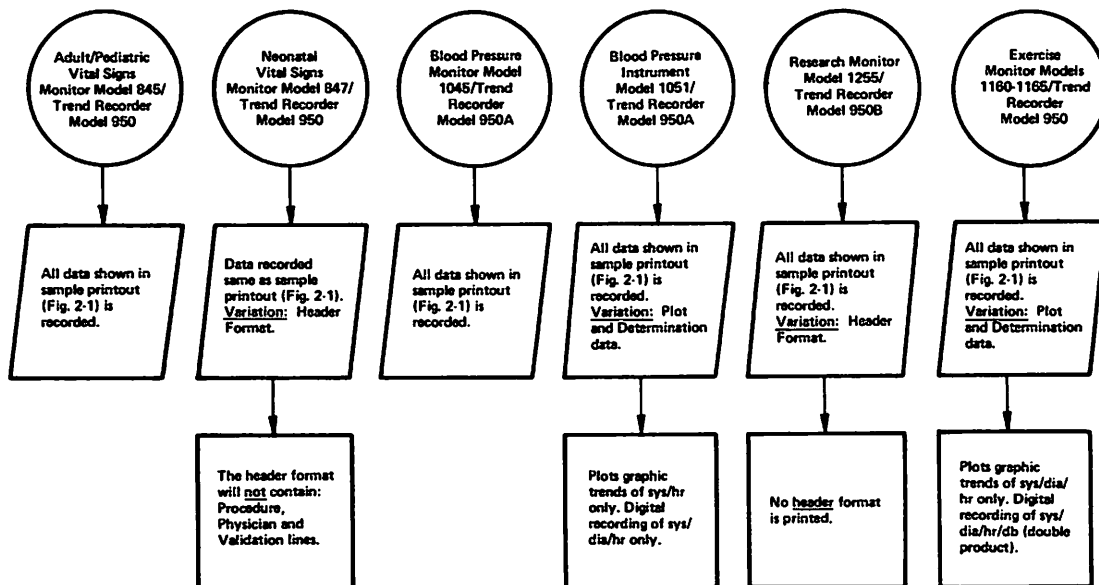 Adult/Pediatric
Vital Signs
Monitor Model 845/
Trend Recorder
Model 950
Neonatal
Vital Signs
Monitor Model 847/
Trend Recorder
Model 950
Blood Pressure
Monitor Model
1045/Trend
Recorder
Model 950A
Blood Pressure
Instrument
Model 1051/
Trend Recorder
Model 950A
Research Monitor
Model 1255/
Trend Recorder
Model 950B
Exercise
Monitor Models
1160-1165/Trend
Recorder
Model 950
All data shown in
sample printout
(Fig. 2-1) is
recorded.
Data recorded
same as sample
printout (Fig. 2-1).
Variation: Header
Format.
All data shown in
sample printout
(Fig. 2-1) is
recorded.
All data shown in
sample printout
(Fig. 2-1) is
recorded.
Variation: Plot
and Determination
data.
All data shown in
sample printout
(Fig. 2-1) is
recorded.
Variation: Header
Format.
All data shown in
sample printout
(Fig. 2-1) is
recorded.
Variation: Plot
and Determination
data.
The header format
will not contain:
Procedure,
Physician and
Validation lines.
Plots graphic
trends of sys/hr
only. Digital
recording of sys/
dia/hr only.
No header format
is printed.
Plots graphic
trends of sys/dia/
hr only. Digital
recording of sys/
dia/hr/db (double
product).